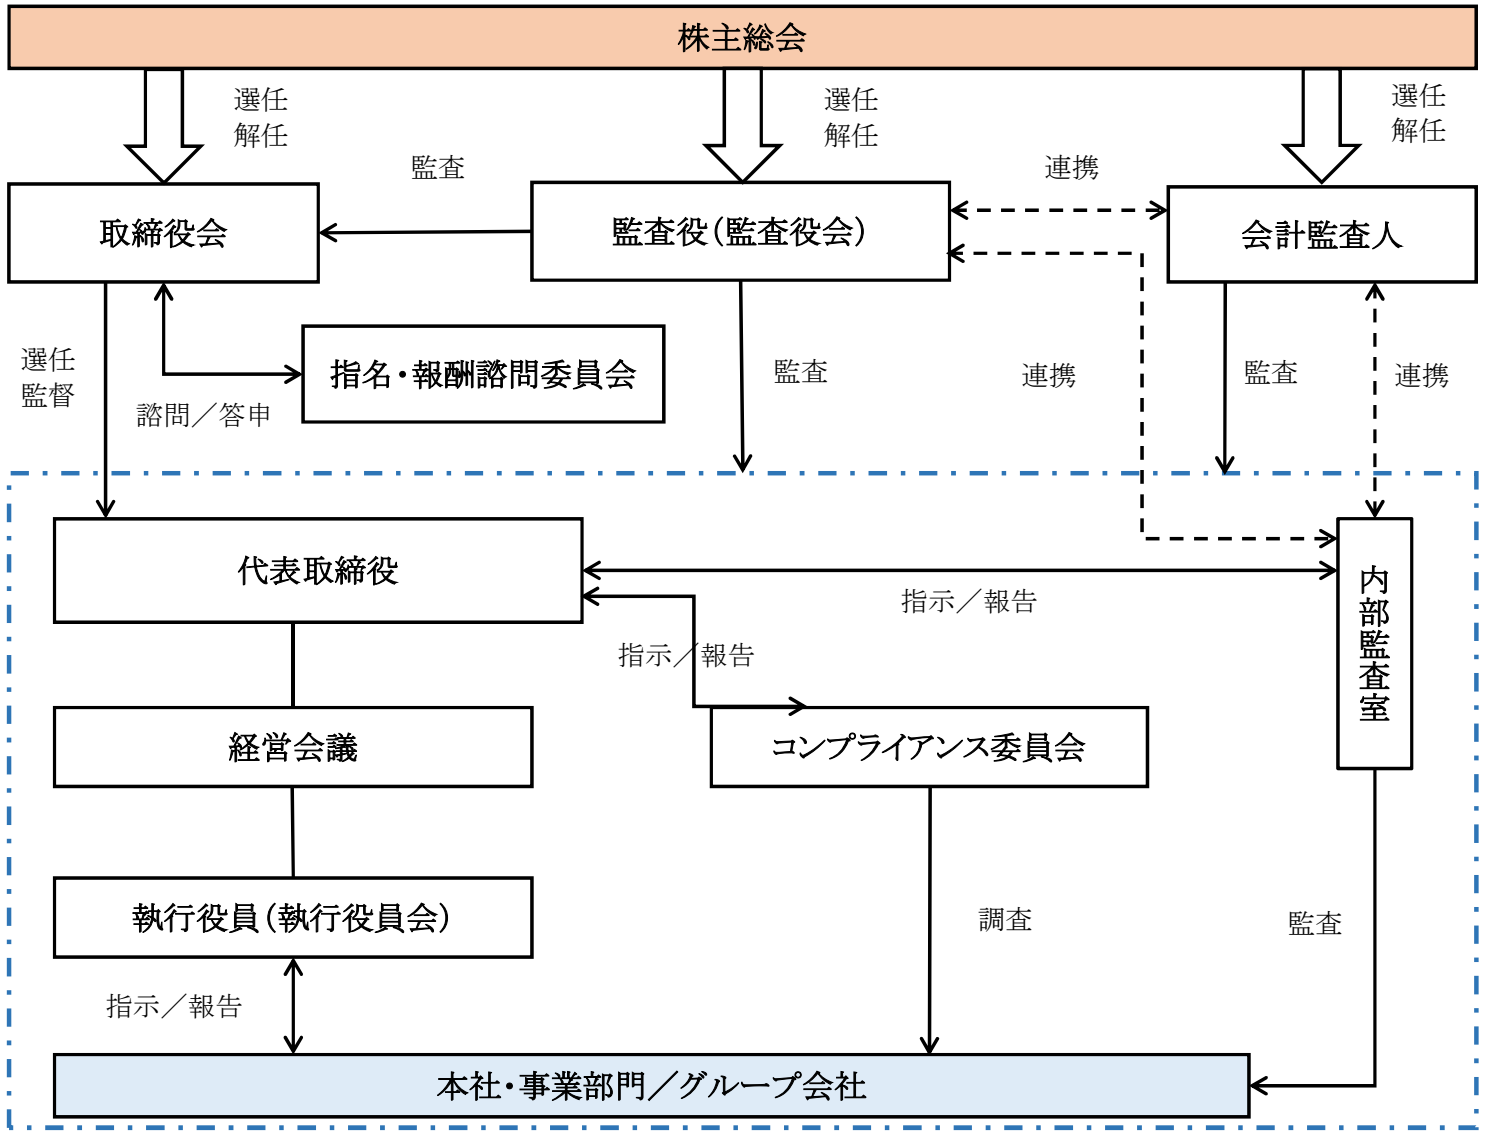 株主総会
選任
解任
選任
解任
選任
解任
監査
連携
取締役会
監査役(監査役会)
会計監査人
選任
監督
諮問／答申
指名・報酬諮問委員会
監査
連携
監査
連携
代表取締役
指示／報告
指示／報告
内部監査室
経営会議
コンプライアンス委員会
執行役員(執行役員会)
調査
監査
指示／報告
本社・事業部門／グループ会社